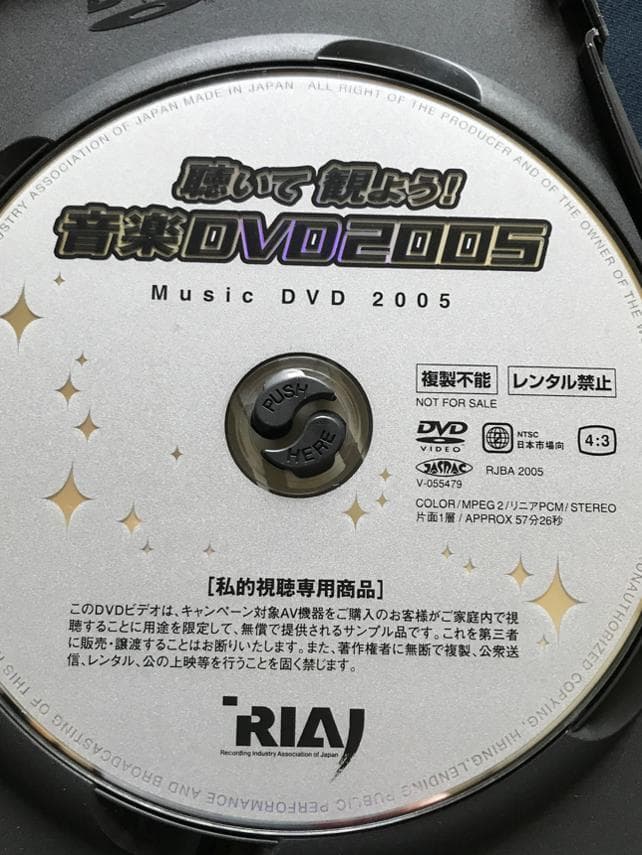 DVD
INDUSTRY ASSOCIATION OF JAPAN MADE IN JAPAN ALL RIGHT OF THE PRODUCER AND OF THE OWNER OF THE WORK
聴いて 観よう!
音楽DVD2005
Music DVD 2005
PUSH
HERE
複製不能 レンタル禁止
NOT FOR SALE
DVD VIDEO 2 NTSC 日本市場向 4:3
JASRAC RJBA 2005
V-055479
COLOR/MPEG 2/リニアPCM/STEREO
片面1層/APPROX 57分26秒
[私的視聴専用商品]
このDVDビデオは、キャンペーン対象AV機器をご購入のお客様がご家庭内で視
聴することに用途を限定して、無償で提供されるサンプル品です。これを第三者
に販売・譲渡することはお断りいたします。また、著作権者に無断で複製、公衆送
信、レンタル、公の上映等を行うことを固く禁じます。
RIAJ
Recording Industry Association of Japan
UNAUTHORIZED COPYING, HIRING, LENDING PUBLIC PERFORMANCE AND BROADCASTING OF THIS